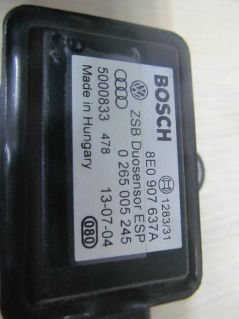 BOSCH
1283/31
8E0 907 637A
ZSB Duosensor ESP
0 265 005 245
5000833 478 13-07-04
Made in Hungary 080